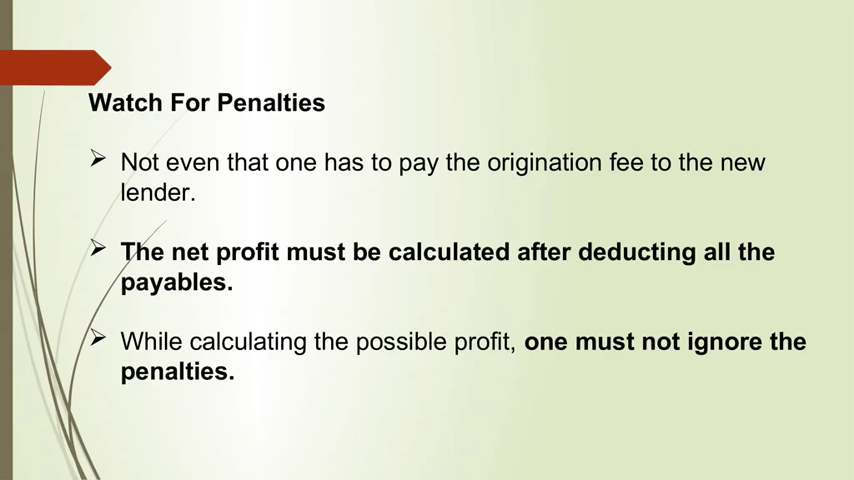 Watch For Penalties
Not even that one has to pay the origination fee to the new
lender.
The net profit must be calculated after deducting all the
payables.
While calculating the possible profit, one must not ignore the
penalties.